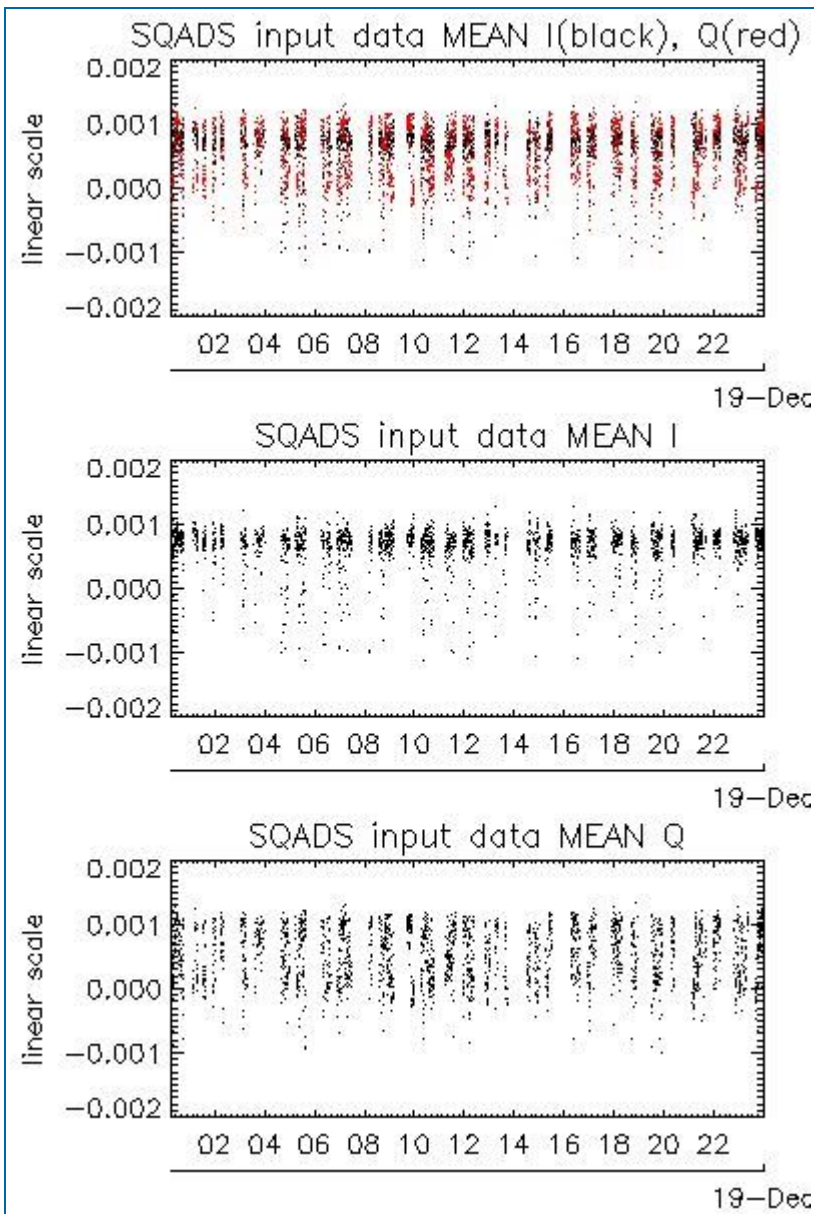 SQADS input data MEAN I(black), Q(red)
linear scale
0.002
0.001
0.000
−0.001
−0.002
02 04 06 08 10 12 14 16 18 20 22
19-Dec
SQADS input data MEAN I
linear scale
0.002
0.001
0.000
−0.001
−0.002
02 04 06 08 10 12 14 16 18 20 22
19-Dec
SQADS input data MEAN Q
linear scale
0.002
0.001
0.000
−0.001
−0.002
02 04 06 08 10 12 14 16 18 20 22
19-Dec